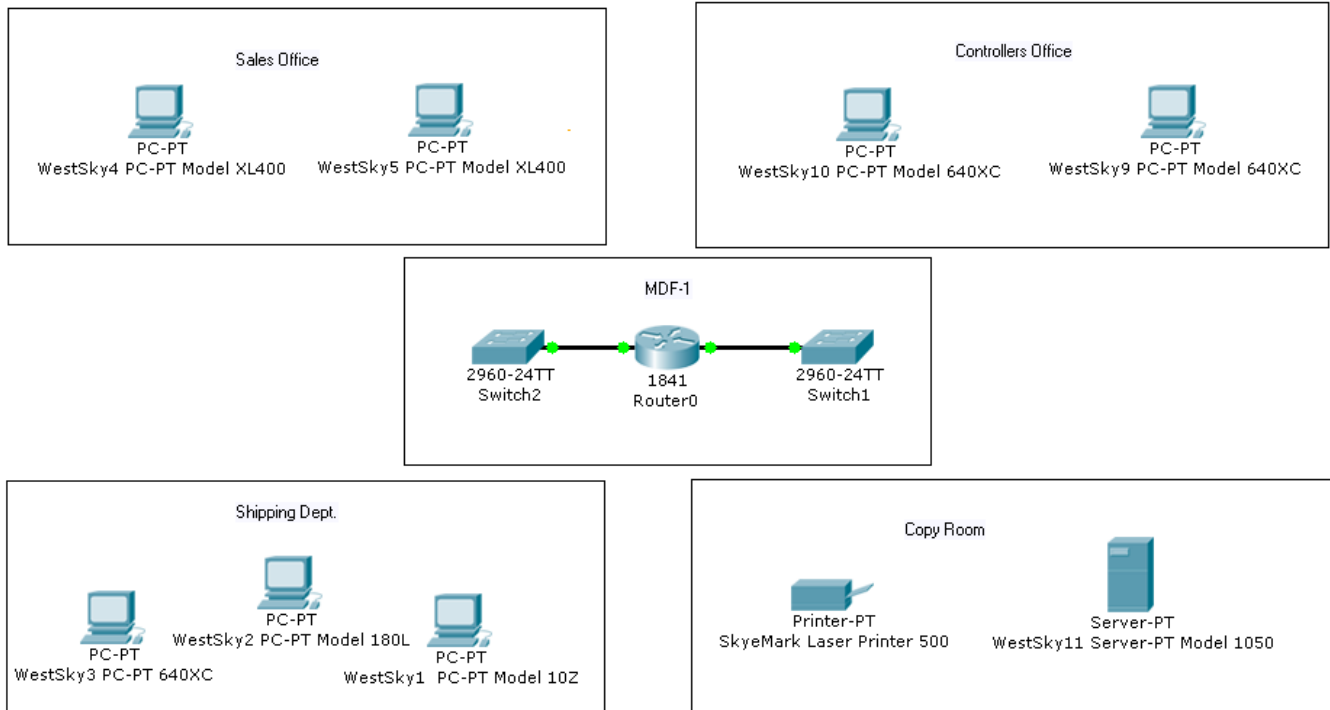 Sales Office
PC-PT
WestSky4 PC-PT Model XL400
PC-PT
WestSky5 PC-PT Model XL400
Controllers Office
PC-PT
WestSky10 PC-PT Model 640XC
PC-PT
WestSky9 PC-PT Model 640XC
MDF-1
2960-24TT
Switch2
1841
Router0
2960-24TT
Switch1
Shipping Dept.
PC-PT
WestSky3 PC-PT 640XC
PC-PT
WestSky2 PC-PT Model 180L
PC-PT
WestSky1 PC-PT Model 10Z
Copy Room
Printer-PT
SkyeMark Laser Printer 500
Server-PT
WestSky11 Server-PT Model 1050